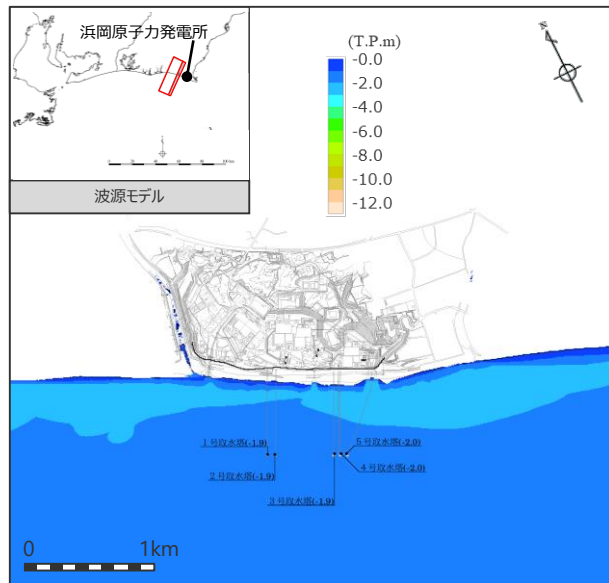 浜岡原子力発電所
波源モデル
(T.P.m)
-0.0
-2.0
-4.0
-6.0
-8.0
-10.0
-12.0
1号取水塔(-1.9)
2号取水塔(-1.9)
3号取水塔(-1.9)
5号取水塔(-2.0)
4号取水塔(-2.0)
0 1km